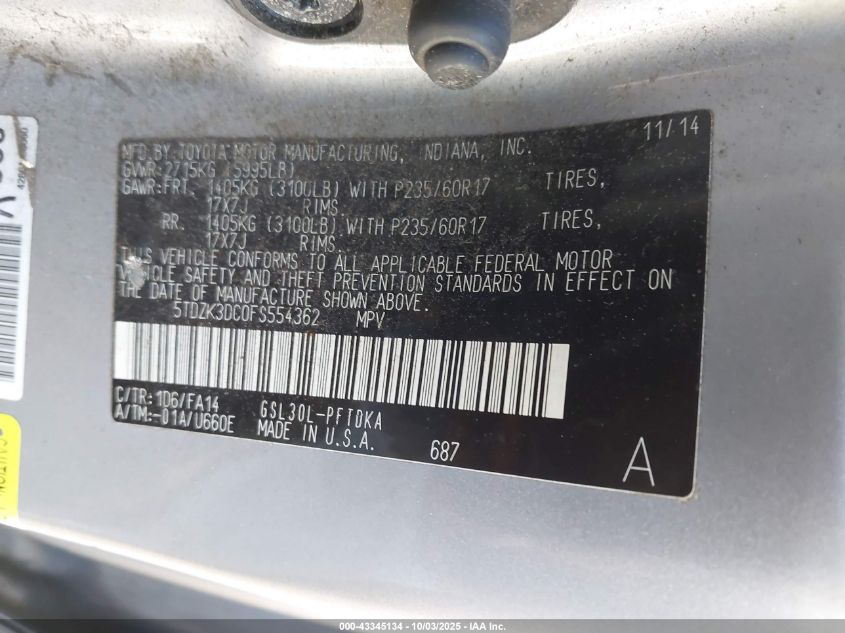 MFD.BY:TOYOTA MOTOR MANUFACTURING, INDIANA, INC. 11/14
GVWR:2715KG (5995LB)
GAWR:FRT. 1405KG (3100LB) WITH P235/60R17 TIRES,
17X7J RIMS.
RR. 1405KG (3100LB) WITH P235/60R17 TIRES,
17X7J RIMS.
THIS VEHICLE CONFORMS TO ALL APPLICABLE FEDERAL MOTOR
VEHICLE SAFETY AND THEFT PREVENTION STANDARDS IN EFFECT ON
THE DATE OF MANUFACTURE SHOWN ABOVE.
5TDZK3DC0FS554362 MPV
C/TR:1D6/FA14 GSL30L-PFTDKA
A/TM:-01A/U660E MADE IN U.S.A. 687 A
000-43345134 - 10/03/2025 - IAA Inc.